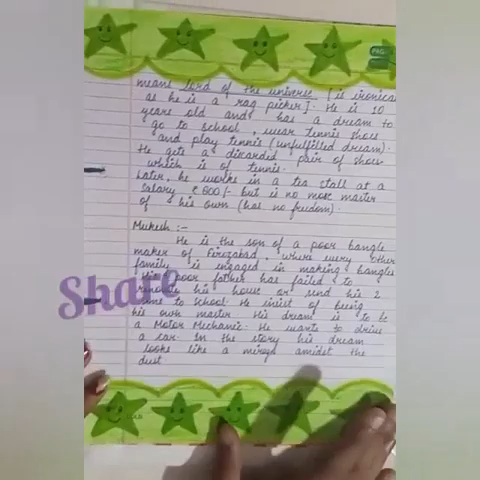 Share
PAGE
means lord of the universe [is ironical
as he is a rag picker]. He is 10
years old and has a dream to
go to school, wear tennis shoes
and play tennis (unfulfilled dream).
He gets a discarded pair of shoes
which is of tennis.
Later, he works in a tea stall at a
salary ₹ 800/- but is no more master
of his own (has no freedom).
Mukesh :-
He is the son of a poor bangle
maker of Firozabad, where every other
family is engaged in making bangles
His poor father has failed to
renovate his house or send his 2
sons to school. He insist of being
his own master. His dream is to be
a Motor Mechanic. He wants to drive
a car. In the story his dream
looks like a mirage amidst the
dust
Share